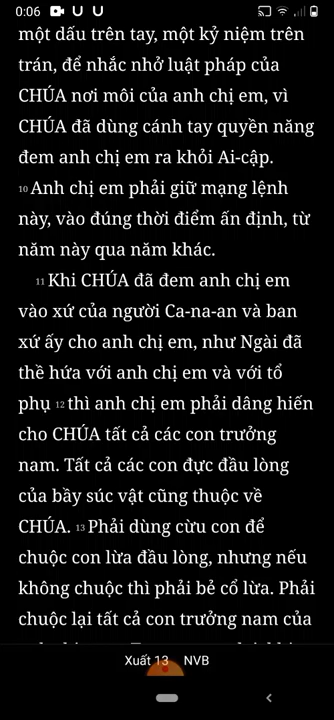 0:06
một dấu trên tay, một kỷ niệm trên
trán, để nhắc nhở luật pháp của
CHÚA nơi môi của anh chị em, vì
CHÚA đã dùng cánh tay quyền năng
đem anh chị em ra khỏi Ai-cập.
10 Anh chị em phải giữ mạng lệnh
này, vào đúng thời điểm ấn định, từ
năm này qua năm khác.
11 Khi CHÚA đã đem anh chị em
vào xứ của người Ca-na-an và ban
xứ ấy cho anh chị em, như Ngài đã
thề hứa với anh chị em và với tổ
phụ 12 thì anh chị em phải dâng hiến
cho CHÚA tất cả các con trưởng
nam. Tất cả các con đực đầu lòng
của bầy súc vật cũng thuộc về
CHÚA. 13 Phải dùng cừu con để
chuộc con lừa đầu lòng, nhưng nếu
không chuộc thì phải bẻ cổ lừa. Phải
chuộc lại tất cả con trưởng nam của
Xuất 13 NVB